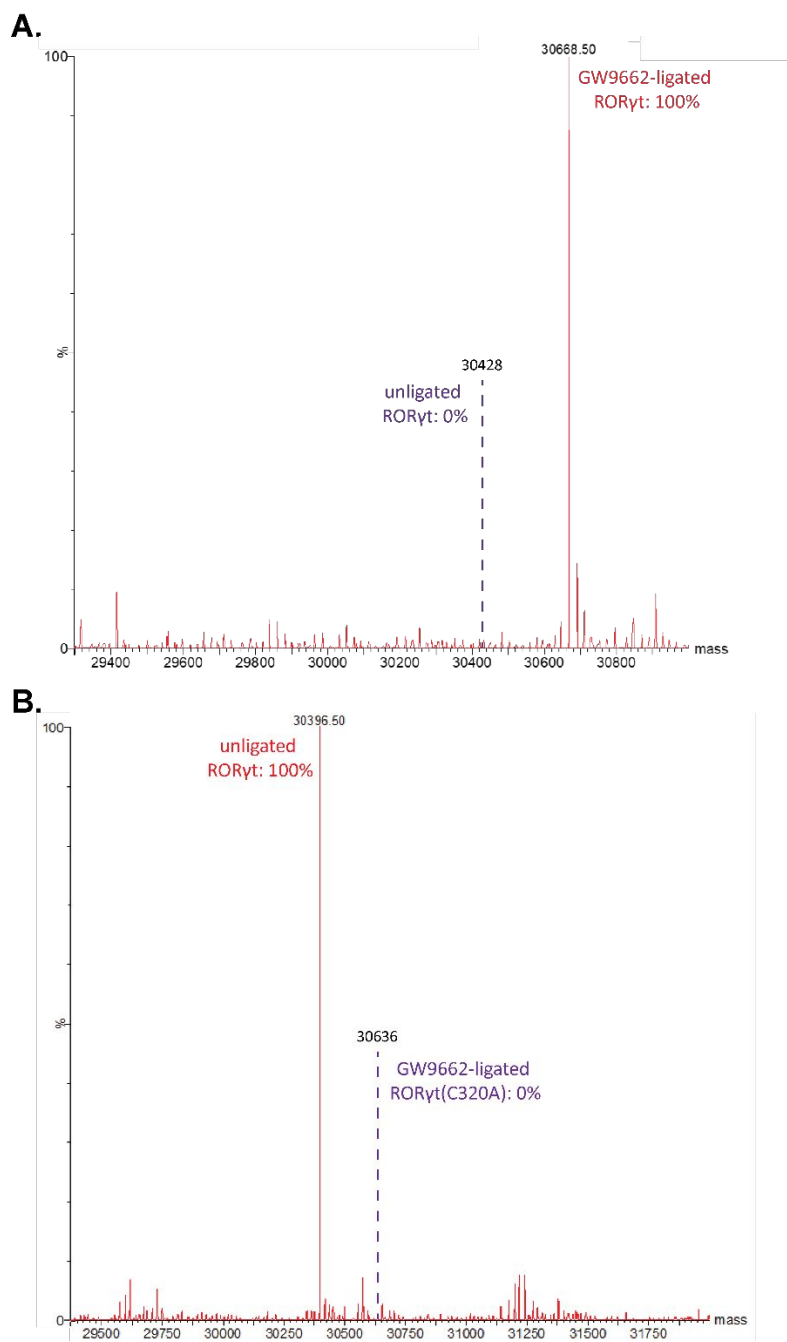 A.
100
30668.50
GW9662-ligated
RORγt: 100%
30428
unligated
RORγt: 0%
%
0
29400 29600 29800 30000 30200 30400 30600 30800 mass
B.
100
30396.50
unligated
RORγt: 100%
30636
%
GW9662-ligated
RORγt(C320A): 0%
0
29500 29750 30000 30250 30500 30750 31000 31250 31500 31750 mass